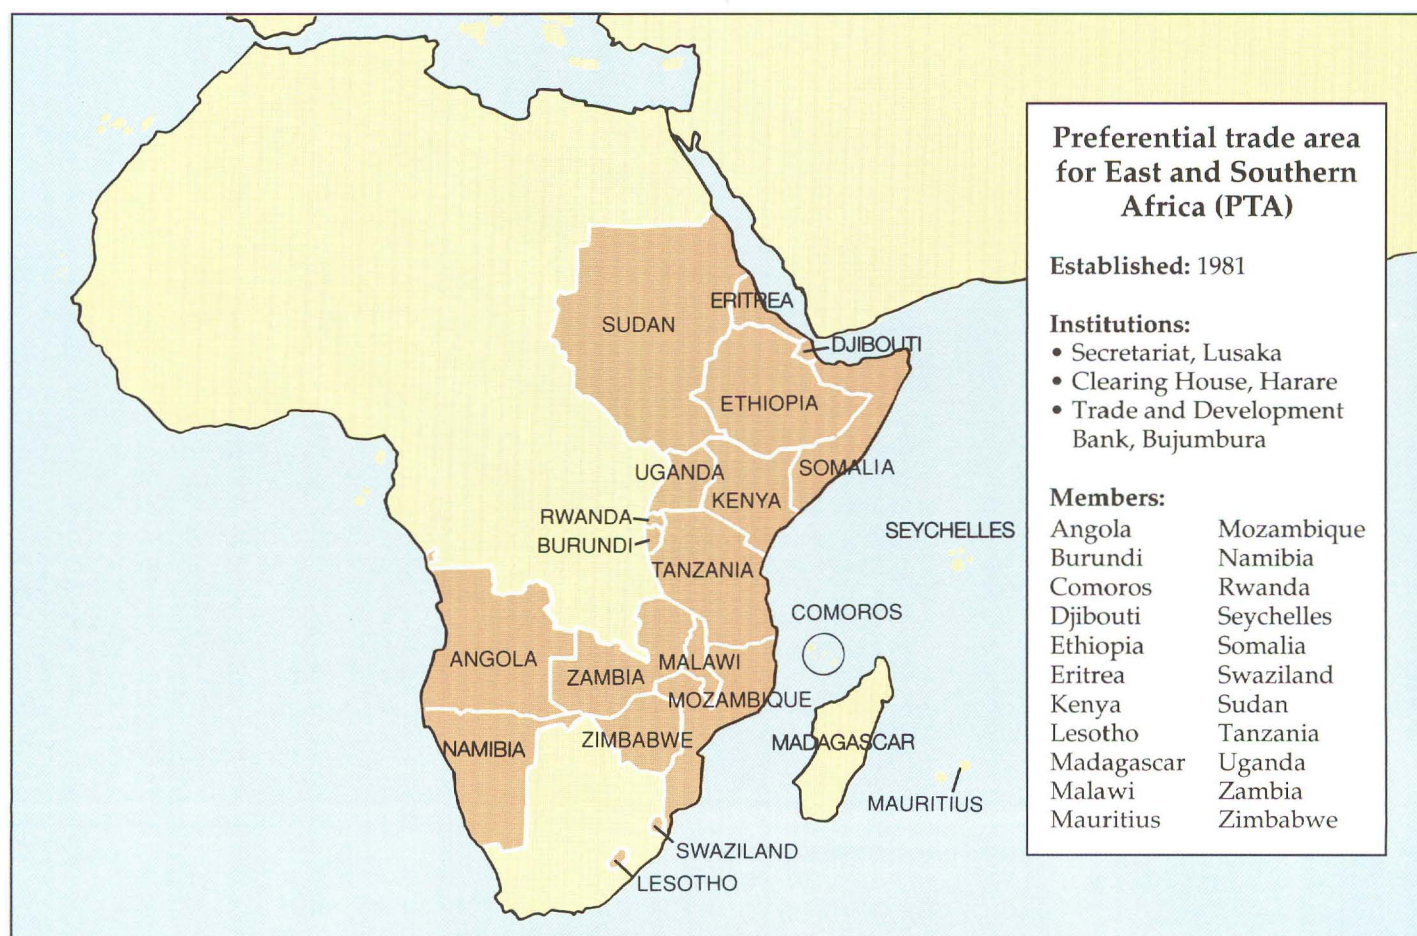 Preferential trade area
for East and Southern
Africa (PTA)
Established: 1981
Institutions:
• Secretariat, Lusaka
• Clearing House, Harare
• Trade and Development
Bank, Bujumbura
Members:
Angola Mozambique
Burundi Namibia
Comoros Rwanda
Djibouti Seychelles
Ethiopia Somalia
Eritrea Swaziland
Kenya Sudan
Lesotho Tanzania
Madagascar Uganda
Malawi Zambia
Mauritius Zimbabwe
ERITREA
SUDAN
DJIBOUTI
ETHIOPIA
UGANDA
SOMALIA
KENYA
RWANDA
SEYCHELLES
BURUNDI
TANZANIA
COMOROS
ANGOLA
MALAWI
ZAMBIA
MOZAMBIQUE
ZIMBABWE
MADAGASCAR
NAMIBIA
MAURITIUS
SWAZILAND
LESOTHO